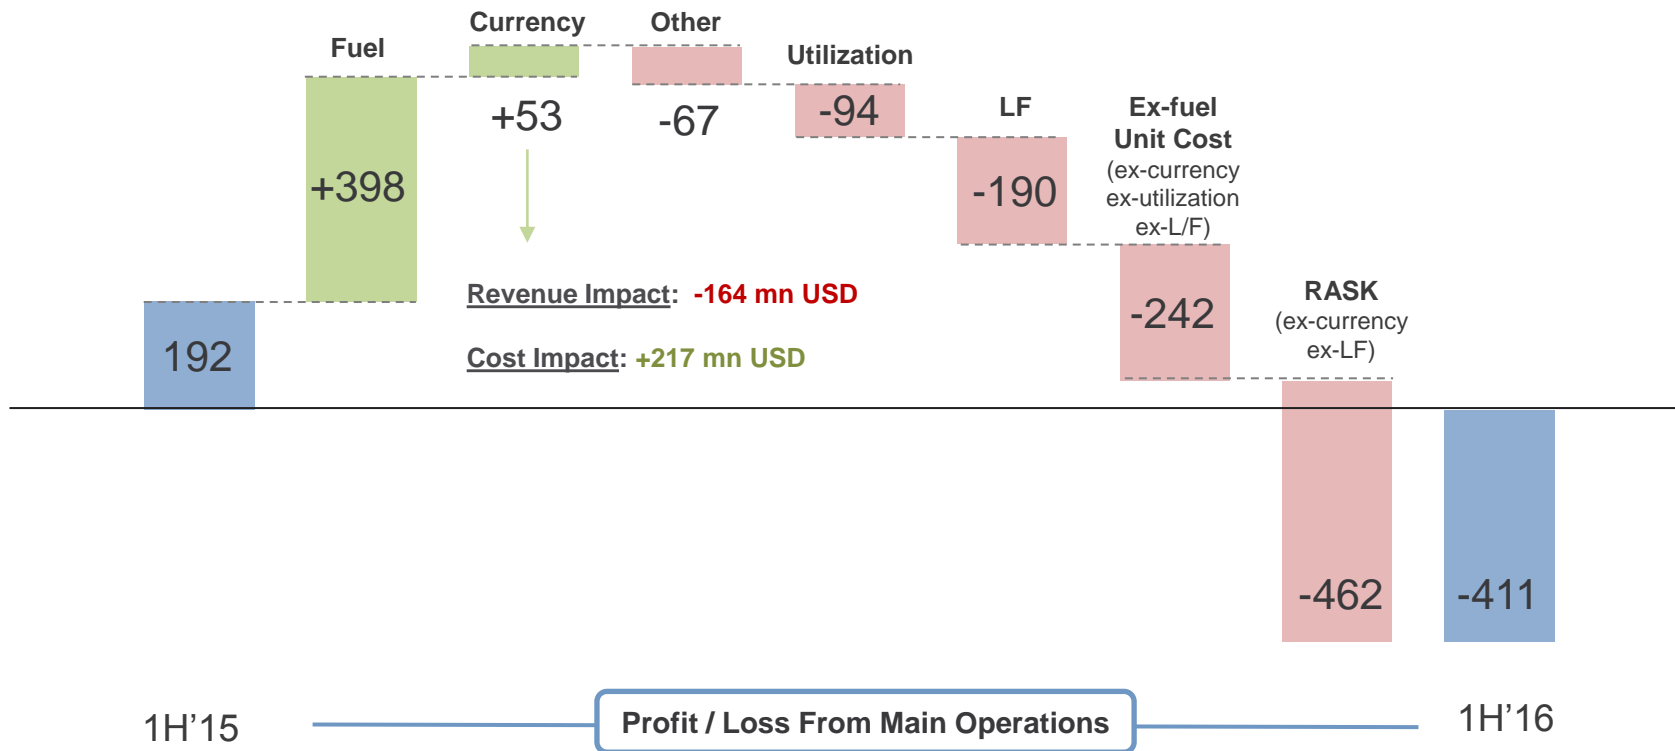 Currency
Other
Fuel
Utilization
LF
Ex-fuel
Unit Cost
(ex-currency
ex-utilization
ex-L/F)
+53
-67
-94
+398
-190
Revenue Impact: -164 mn USD
RASK
(ex-currency
ex-LF)
-242
192
Cost Impact: +217 mn USD
-462
-411
1H'15
Profit / Loss From Main Operations
1H'16